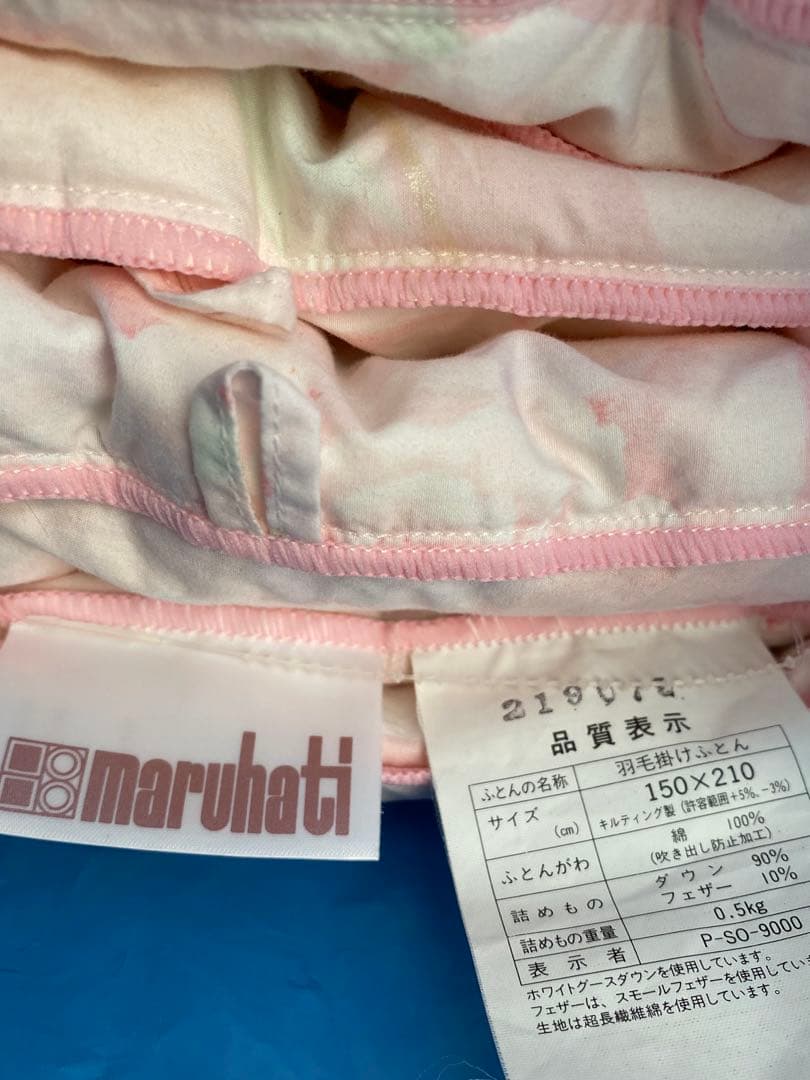 maruhati
品質表示
ふとんの名称 羽毛掛けふとん
サイズ (cm) 150×210
キルティング製 (許容範囲+5%、-3%)
ふとんがわ 綿 100%
(吹き出し防止加工)
詰めもの ダウン 90%
フェザー 10%
詰めもの重量 0.5kg
表示者 P-SO-9000
ホワイトグースダウンを使用しています。
フェザーは、スモールフェザーを使用していま
生地は超長繊維綿を使用しています。